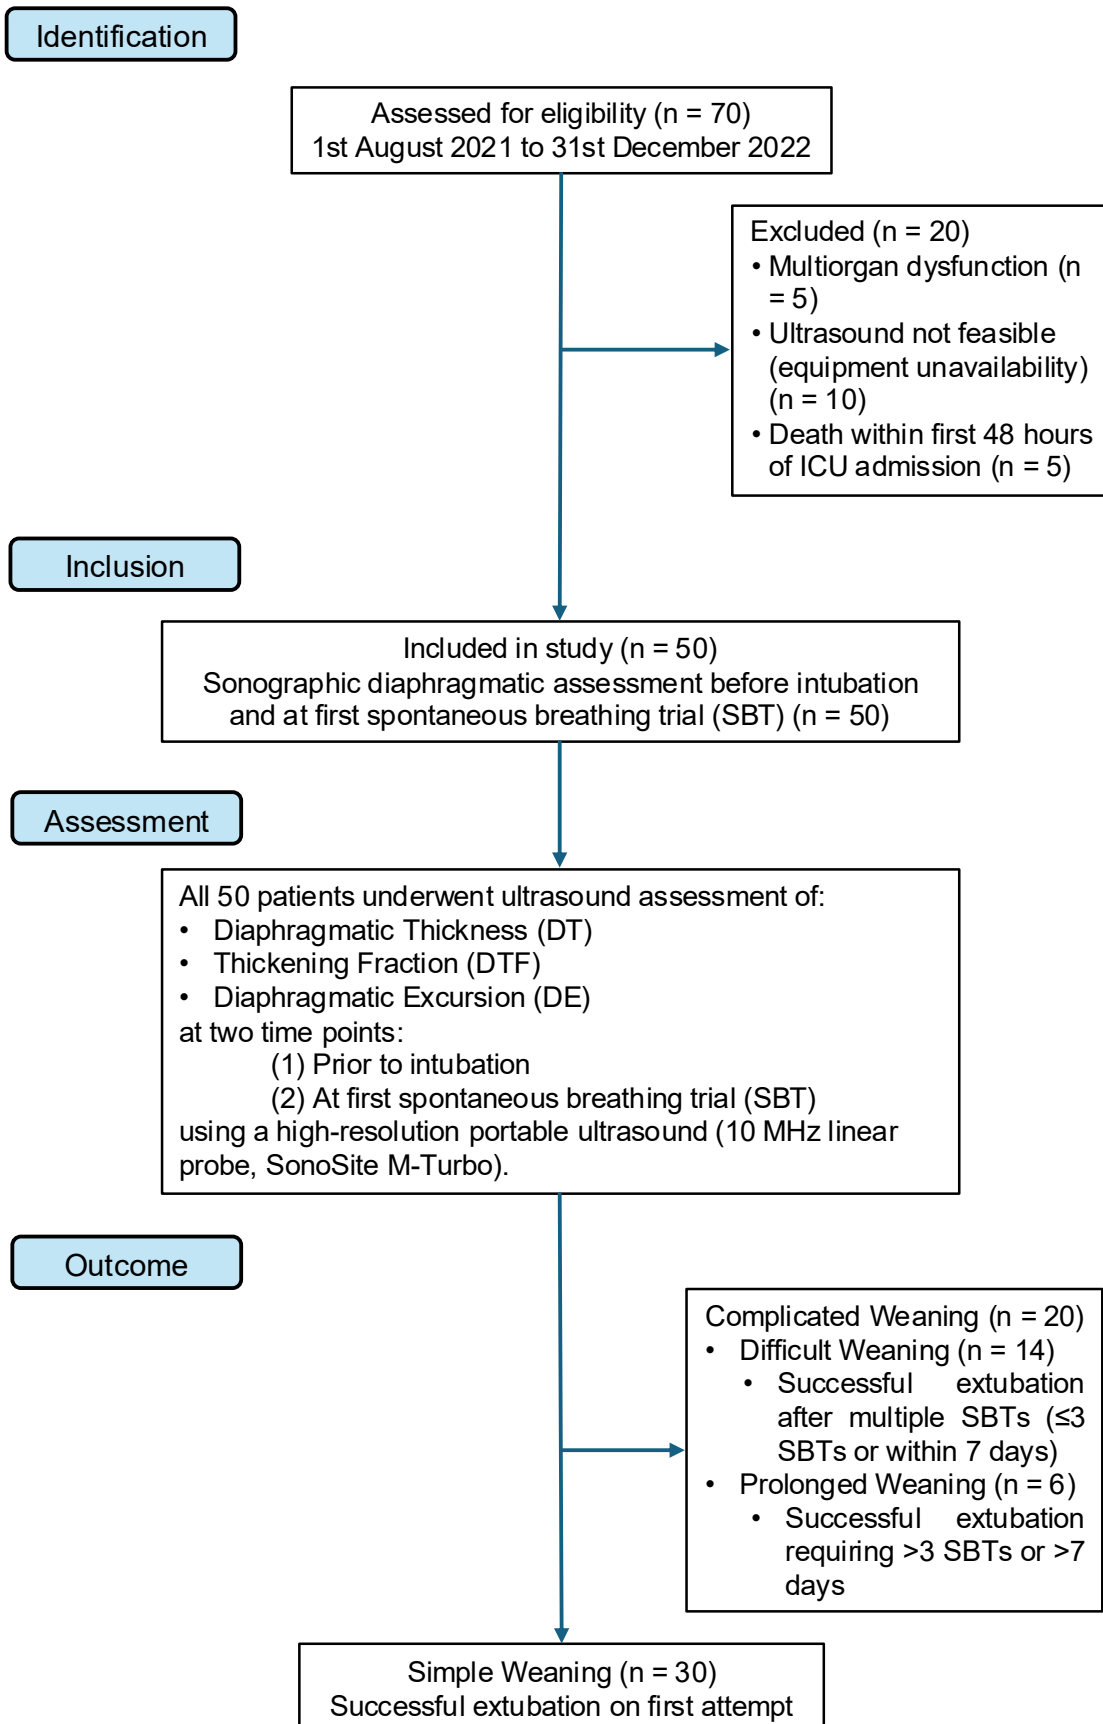 Identification
Assessed for eligibility (n = 70)
1st August 2021 to 31st December 2022
Excluded (n = 20)
• Multiorgan dysfunction (n
= 5)
• Ultrasound not feasible
(equipment unavailability)
(n = 10)
• Death within first 48 hours
of ICU admission (n = 5)
Inclusion
Included in study (n = 50)
Sonographic diaphragmatic assessment before intubation
and at first spontaneous breathing trial (SBT) (n = 50)
Assessment
All 50 patients underwent ultrasound assessment of:
• Diaphragmatic Thickness (DT)
• Thickening Fraction (DTF)
• Diaphragmatic Excursion (DE)
at two time points:
(1) Prior to intubation
(2) At first spontaneous breathing trial (SBT)
using a high-resolution portable ultrasound (10 MHz linear
probe, SonoSite M-Turbo).
Outcome
Complicated Weaning (n = 20)
• Difficult Weaning (n = 14)
• Successful extubation
after multiple SBTs (≤3
SBTs or within 7 days)
• Prolonged Weaning (n = 6)
• Successful extubation
requiring >3 SBTs or >7
days
Simple Weaning (n = 30)
Successful extubation on first attempt